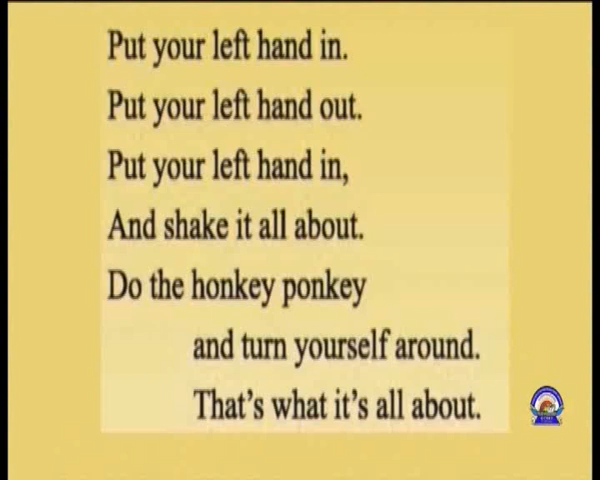 Put your left hand in.
Put your left hand out.
Put your left hand in,
And shake it all about.
Do the honkey ponkey
and turn yourself around.
That's what it's all about.